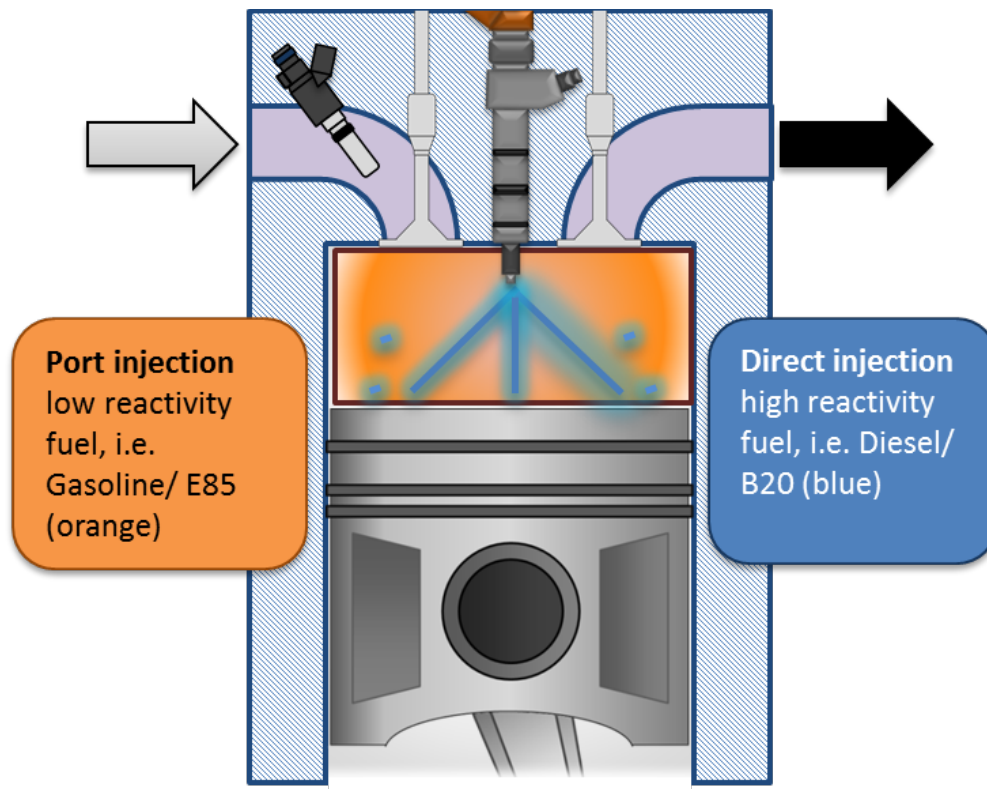 Port injection
low reactivity
fuel, i.e.
Gasoline/ E85
(orange)
Direct injection
high reactivity
fuel, i.e. Diesel/
B20 (blue)